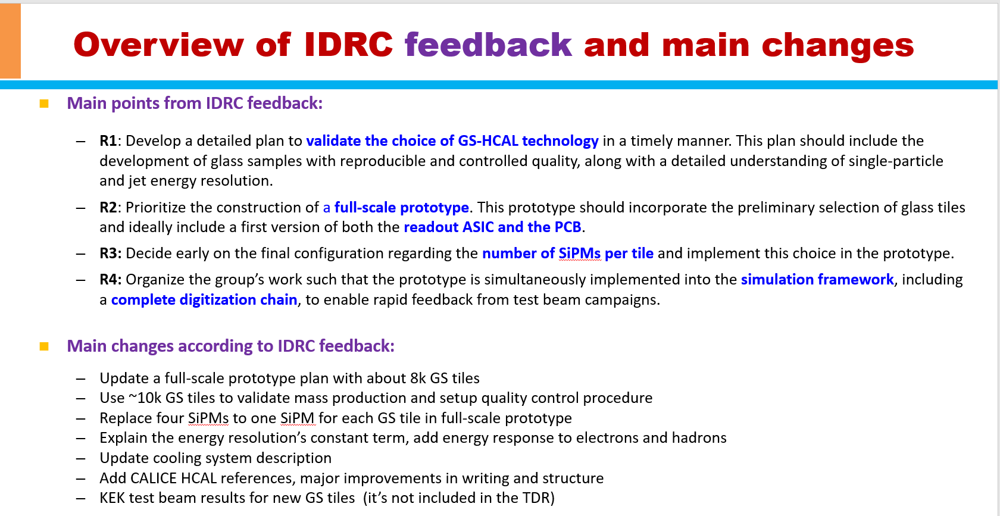 Overview of IDRC feedback and main changes
Main points from IDRC feedback:
– R1: Develop a detailed plan to validate the choice of GS-HCAL technology in a timely manner. This plan should include the
development of glass samples with reproducible and controlled quality, along with a detailed understanding of single-particle
and jet energy resolution.
– R2: Prioritize the construction of a full-scale prototype. This prototype should incorporate the preliminary selection of glass tiles
and ideally include a first version of both the readout ASIC and the PCB.
– R3: Decide early on the final configuration regarding the number of SiPMs per tile and implement this choice in the prototype.
– R4: Organize the group’s work such that the prototype is simultaneously implemented into the simulation framework, including
a complete digitization chain, to enable rapid feedback from test beam campaigns.
Main changes according to IDRC feedback:
– Update a full-scale prototype plan with about 8k GS tiles
– Use ~10k GS tiles to validate mass production and setup quality control procedure
– Replace four SiPMs to one SiPM for each GS tile in full-scale prototype
– Explain the energy resolution’s constant term, add energy response to electrons and hadrons
– Update cooling system description
– Add CALICE HCAL references, major improvements in writing and structure
– KEK test beam results for new GS tiles  (it’s not included in the TDR)